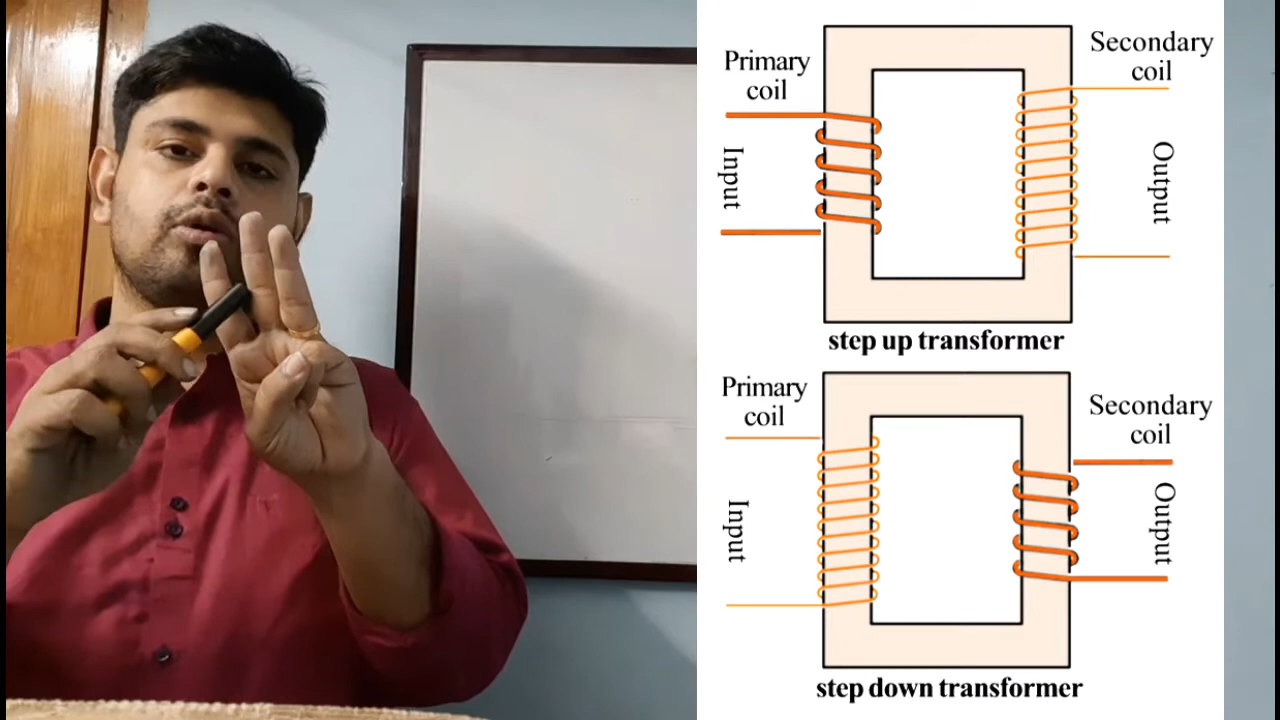 Primary
coil
Secondary
coil
Input
Output
step up transformer
Primary
coil
Secondary
coil
Input
Output
step down transformer